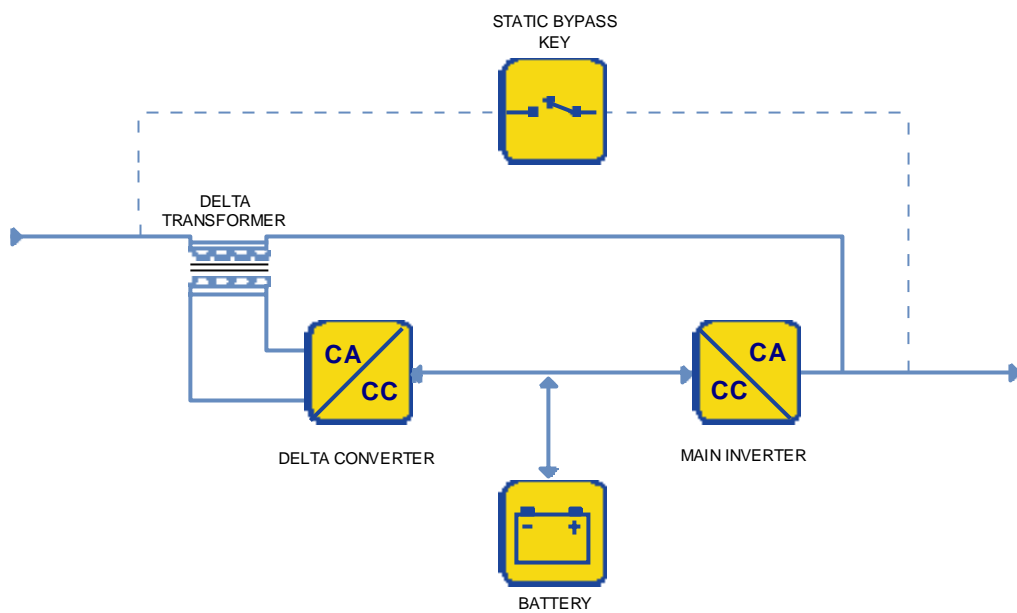 STATIC BYPASS
KEY
DELTA
TRANSFORMER
CA
CC
CA
CC
DELTA CONVERTER
MAIN INVERTER
- +
BATTERY